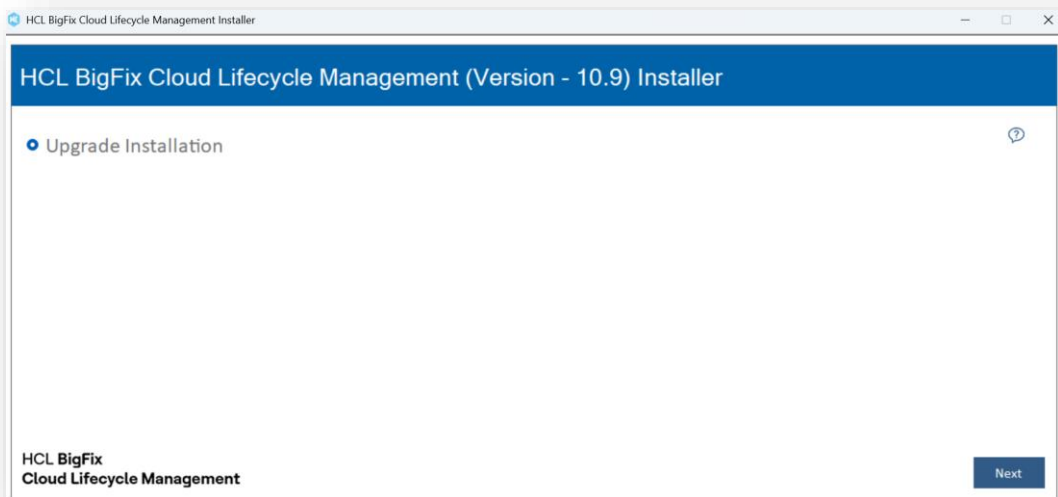 HCL BigFix Cloud Lifecycle Management Installer
HCL BigFix Cloud Lifecycle Management (Version - 10.9) Installer
Upgrade Installation
?
HCL BigFix
Cloud Lifecycle Management
Next